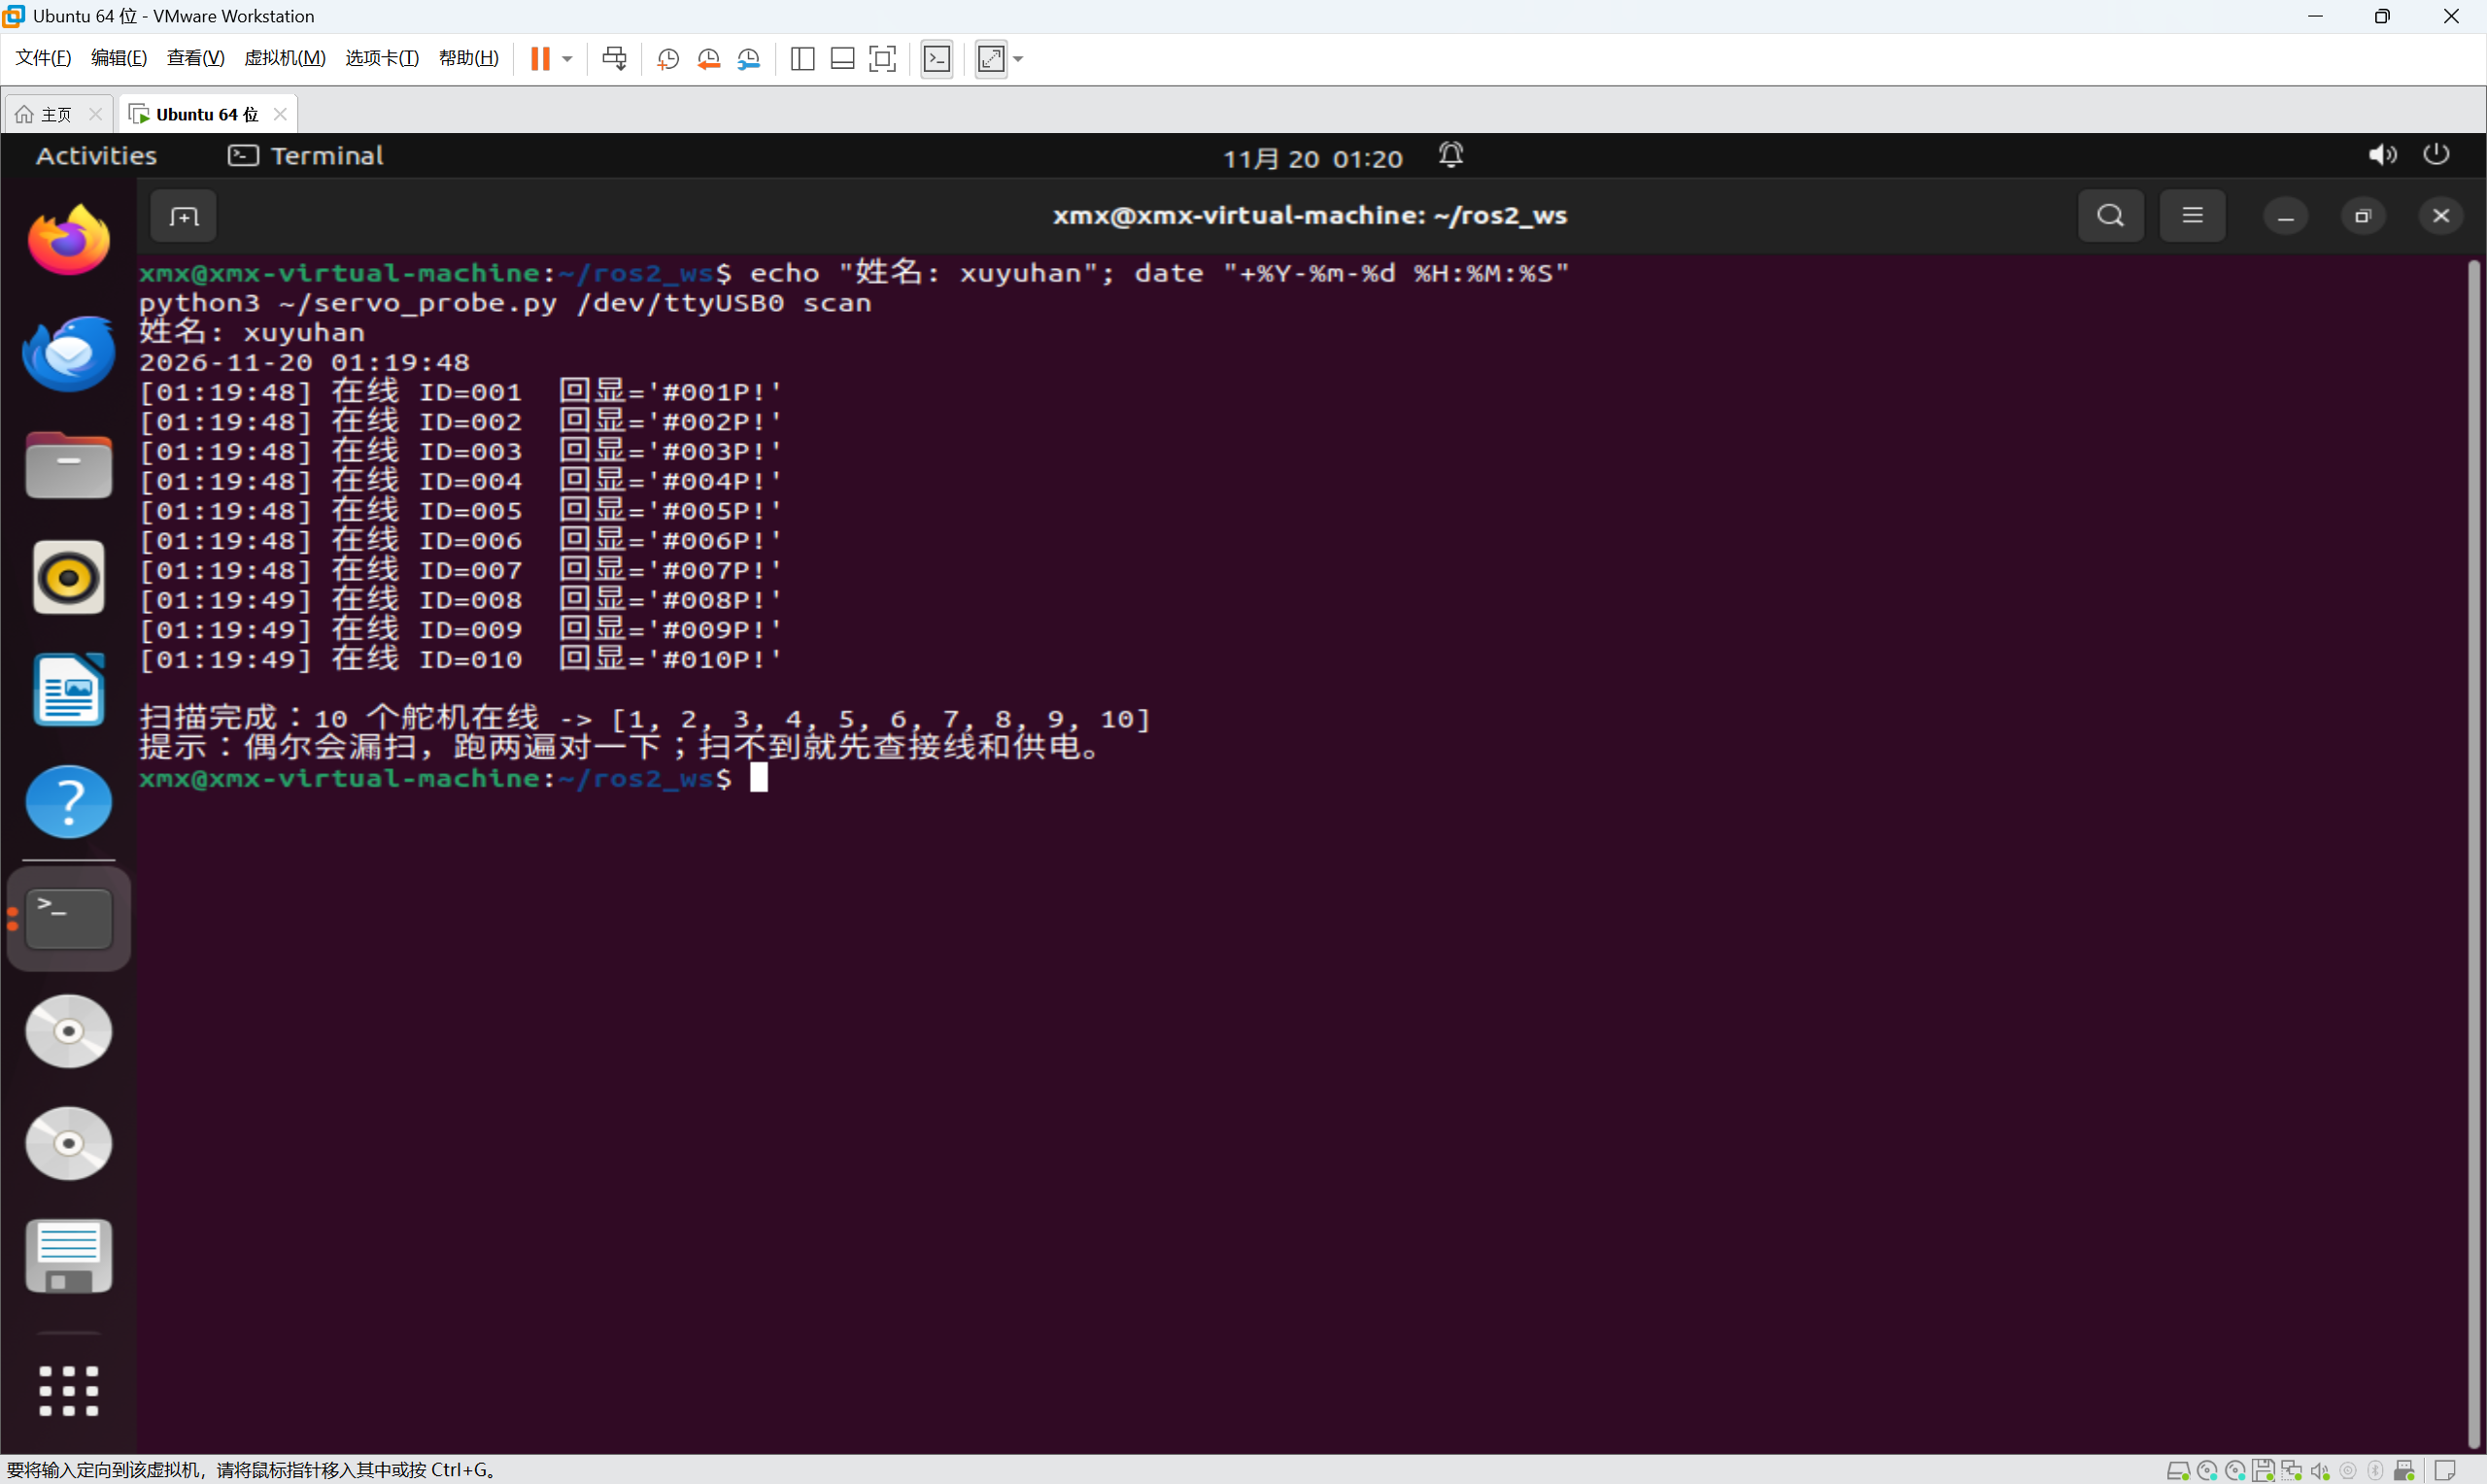 Ubuntu 64 位 - VMware Workstation
文件(F) 编辑(E) 查看(V) 虚拟机(M) 选项卡(T) 帮助(H)
主页 Ubuntu 64 位
Activities Terminal 11月 20 01:20
xmx@xmx-virtual-machine: ~/ros2_ws
xmx@xmx-virtual-machine:~/ros2_ws$ echo "姓名: xuyuhan"; date "+%Y-%m-%d %H:%M:%S"
python3 ~/servo_probe.py /dev/ttyUSB0 scan
姓名: xuyuhan
2026-11-20 01:19:48
[01:19:48] 在线 ID=001 回显='#001P!'
[01:19:48] 在线 ID=002 回显='#002P!'
[01:19:48] 在线 ID=003 回显='#003P!'
[01:19:48] 在线 ID=004 回显='#004P!'
[01:19:48] 在线 ID=005 回显='#005P!'
[01:19:48] 在线 ID=006 回显='#006P!'
[01:19:48] 在线 ID=007 回显='#007P!'
[01:19:49] 在线 ID=008 回显='#008P!'
[01:19:49] 在线 ID=009 回显='#009P!'
[01:19:49] 在线 ID=010 回显='#010P!'
扫描完成：10 个舵机在线 -> [1, 2, 3, 4, 5, 6, 7, 8, 9, 10]
提示：偶尔会漏扫，跑两遍对一下；扫不到就先查接线和供电。
xmx@xmx-virtual-machine:~/ros2_ws$
要将输入定向到该虚拟机，请将鼠标指针移入其中或按 Ctrl+G。